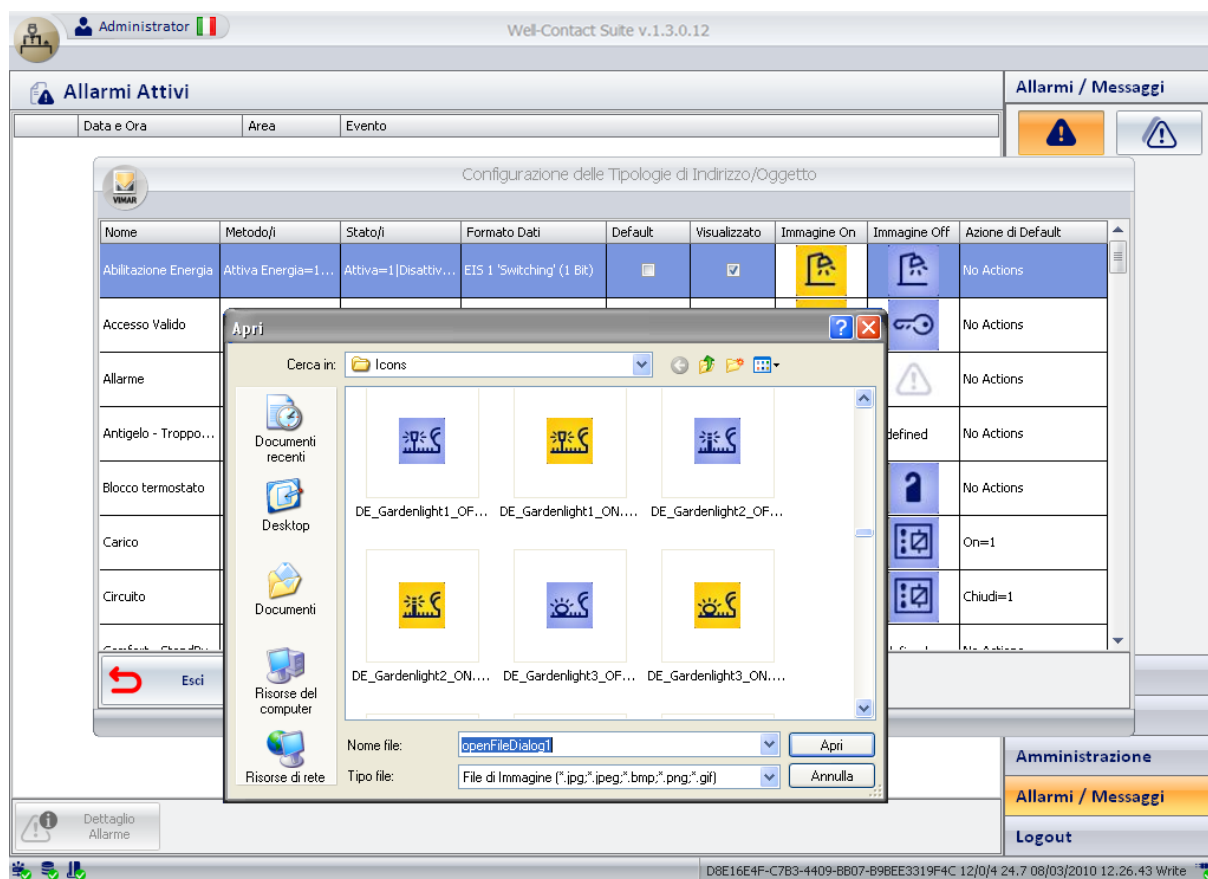 Administrator
Well-Contact Suite v.1.3.0.12
Allarmi Attivi
Allarmi / Messaggi
Data e Ora Area Evento
Configurazione delle Tipologie di Indirizzo/Oggetto
VIMAR
Nome Metodo/i Stato/i Formato Dati Default Visualizzato Immagine On Immagine Off Azione di Default
Abilitazione Energia Attiva Energia=1... Attiva=1|Disattiv... EIS 1 'Switching' (1 Bit) No Actions
Accesso Valido No Actions
Allarme No Actions
Antigelo - Troppo... defined No Actions
Blocco termostato No Actions
Carico On=1
Circuito Chiudi=1
Esci
Apri
Cerca in: Icons
Documenti recenti
Desktop
Documenti
Risorse del computer
Risorse di rete
DE_Gardenlight1_OF... DE_Gardenlight1_ON.... DE_Gardenlight2_OF...
DE_Gardenlight2_ON.... DE_Gardenlight3_OF... DE_Gardenlight3_ON....
Nome file: openFileDialog1 Apri
Tipo file: File di Immagine (*.jpg;*.jpeg;*.bmp;*.png;*.gif) Annulla
Amministrazione
Allarmi / Messaggi
Logout
Dettaglio
Allarme
D8E16E4F-C7B3-4409-BB07-B9BEE3319F4C 12/0/4 24.7 08/03/2010 12.26.43 Write